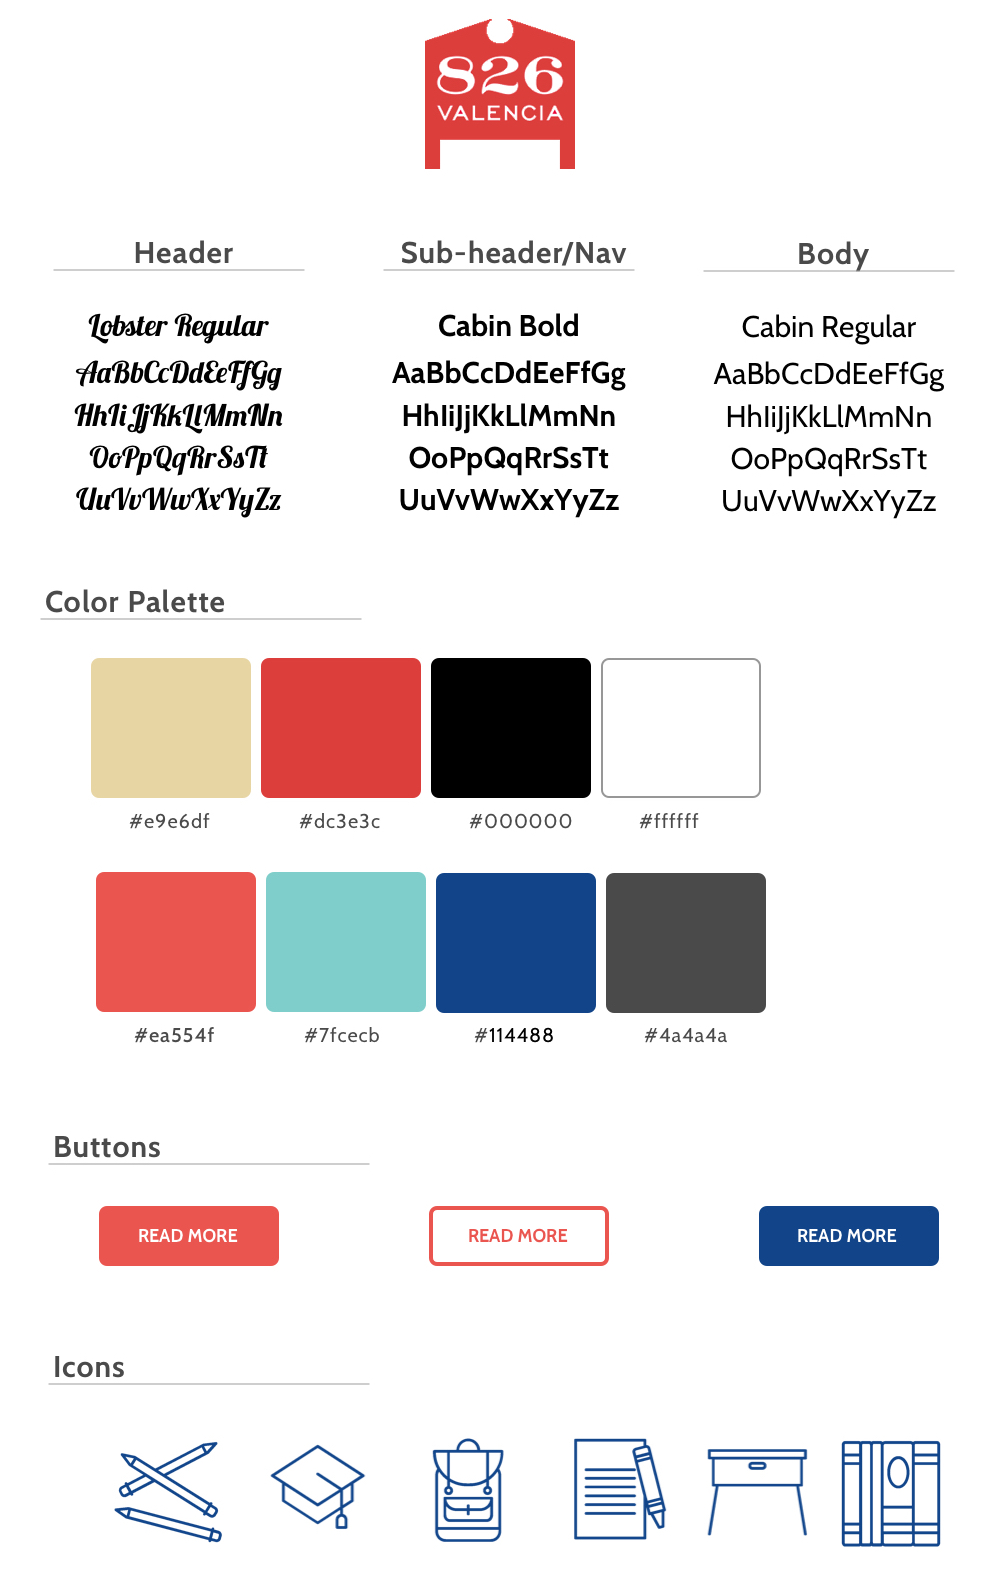 826
VALENCIA
Header
Sub-header/Nav
Body
Lobster Regular
AaBbCcDdEeFfGg
HhIiJjKkLlMmNn
OoPpQqRrSsTt
UuVvWwXxYyZz
Cabin Bold
AaBbCcDdEeFfGg
HhIiJjKkLlMmNn
OoPpQqRrSsTt
UuVvWwXxYyZz
Cabin Regular
AaBbCcDdEeFfGg
HhIiJjKkLlMmNn
OoPpQqRrSsTt
UuVvWwXxYyZz
Color Palette
#e9e6df
#dc3e3c
#000000
#ffffff
#ea554f
#7fcecb
#114488
#4a4a4a
Buttons
READ MORE
READ MORE
READ MORE
Icons